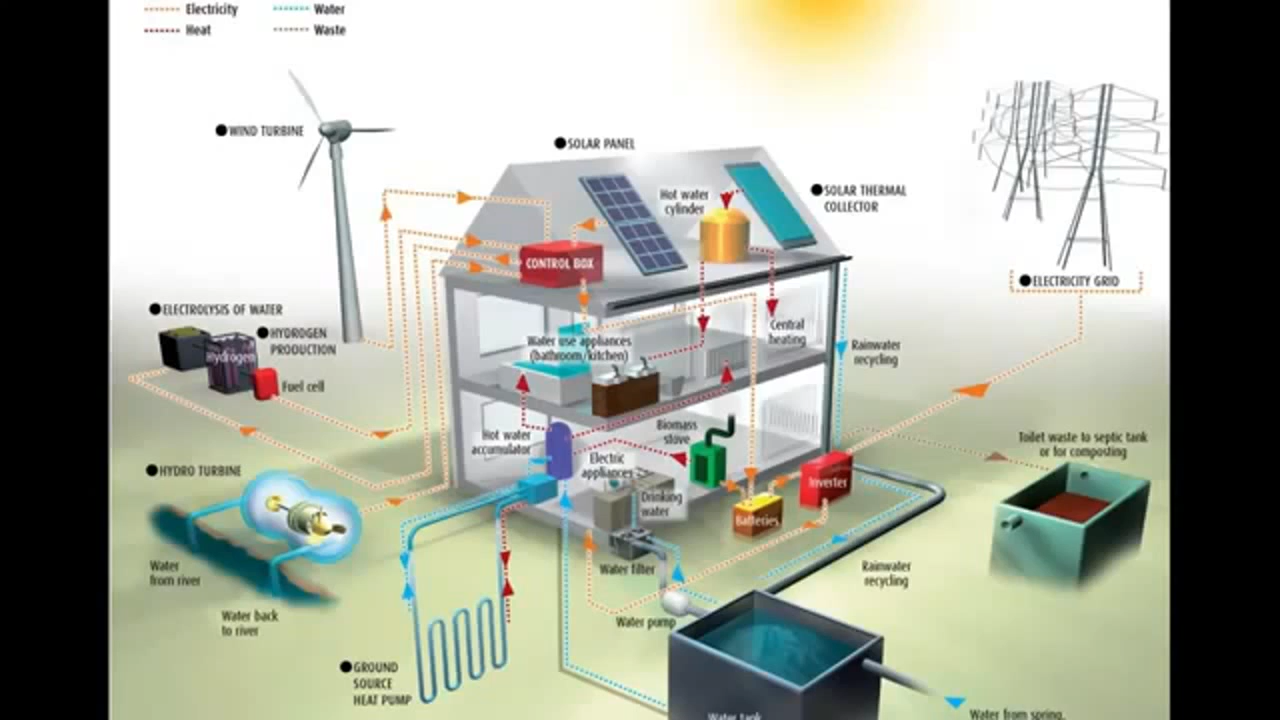 Electricity
Water
Heat
Waste
WIND TURBINE
SOLAR PANEL
Hot water
cylinder
SOLAR THERMAL
COLLECTOR
CONTROL BOX
ELECTRICITY GRID
ELECTROLYSIS OF WATER
HYDROGEN
PRODUCTION
Hydrogen
Fuel cell
Water use appliances
(bathroom/kitchen)
Central
heating
Rainwater
recycling
Hot water
accumulator
Biomass
stove
Electric
appliances
Drinking
water
Inverter
Batteries
Toilet waste to septic tank
or for composting
HYDRO TURBINE
Water
from river
Water back
to river
Water filter
Rainwater
recycling
Water pump
GROUND
SOURCE
HEAT PUMP
Water tank
Water from spring,